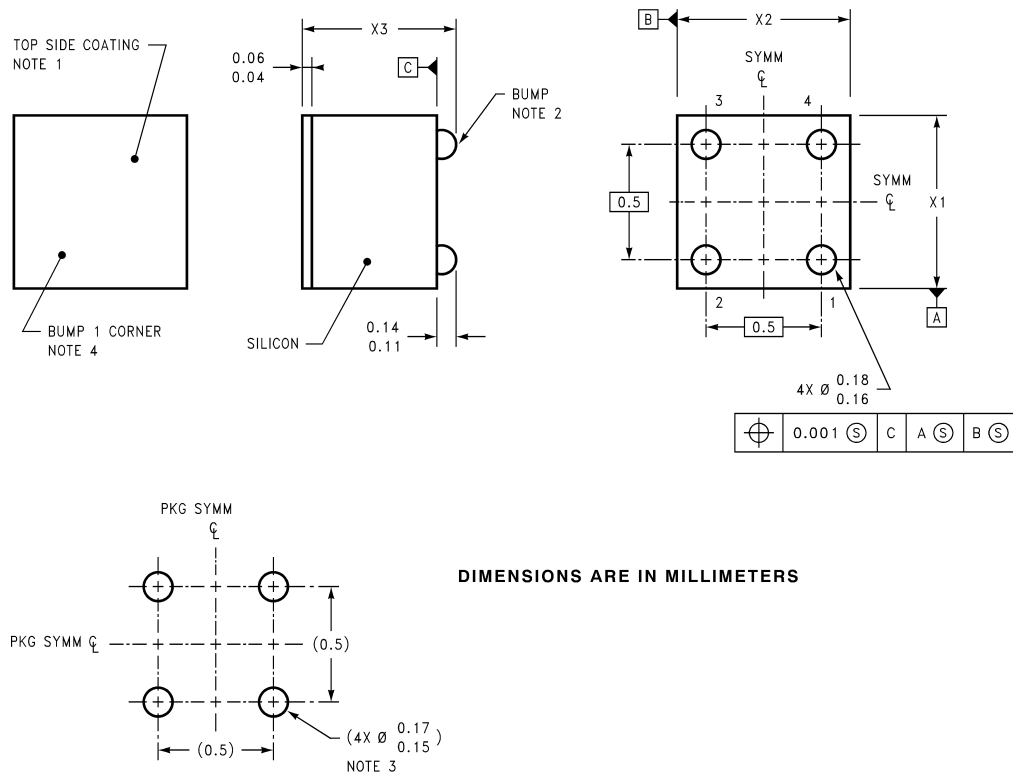 TOP SIDE COATING
NOTE 1
BUMP 1 CORNER
NOTE 4
X3
0.06
0.04
C
BUMP
NOTE 2
SILICON
0.14
0.11
B
X2
SYMM
℄
3
4
0.5
SYMM
℄
X1
2
1
0.5
A
4X Ø 0.18
0.16
⌖ 0.001 Ⓢ C A Ⓢ B Ⓢ
PKG SYMM
℄
PKG SYMM ℄
(0.5)
(0.5)
(4X Ø 0.17
0.15)
NOTE 3
DIMENSIONS ARE IN MILLIMETERS